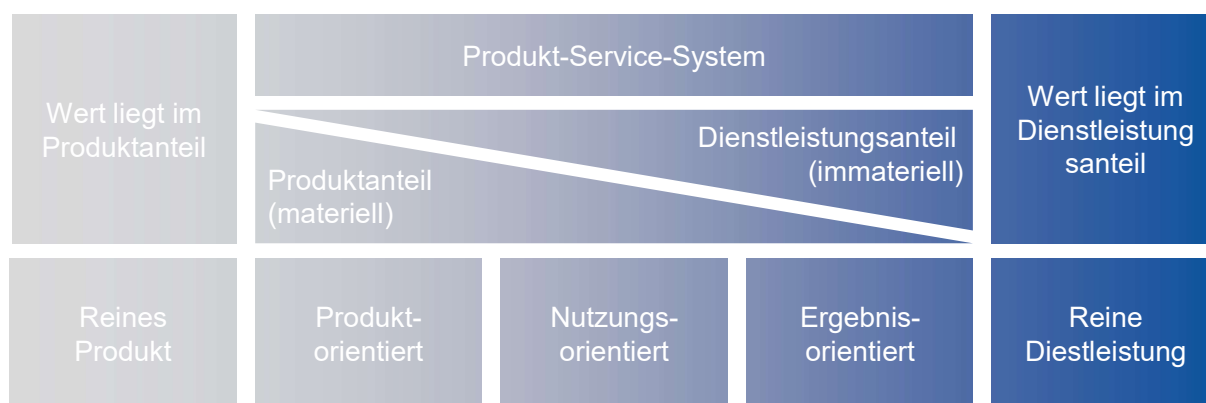 Wert liegt im
Produktanteil
Produkt-Service-System
Dienstleistungsanteil
(immateriell)
Produktanteil
(materiell)
Wert liegt im
Dienstleistung
santeil
Reines
Produkt
Produkt-
orientiert
Nutzungs-
orientiert
Ergebnis-
orientiert
Reine
Diestleistung